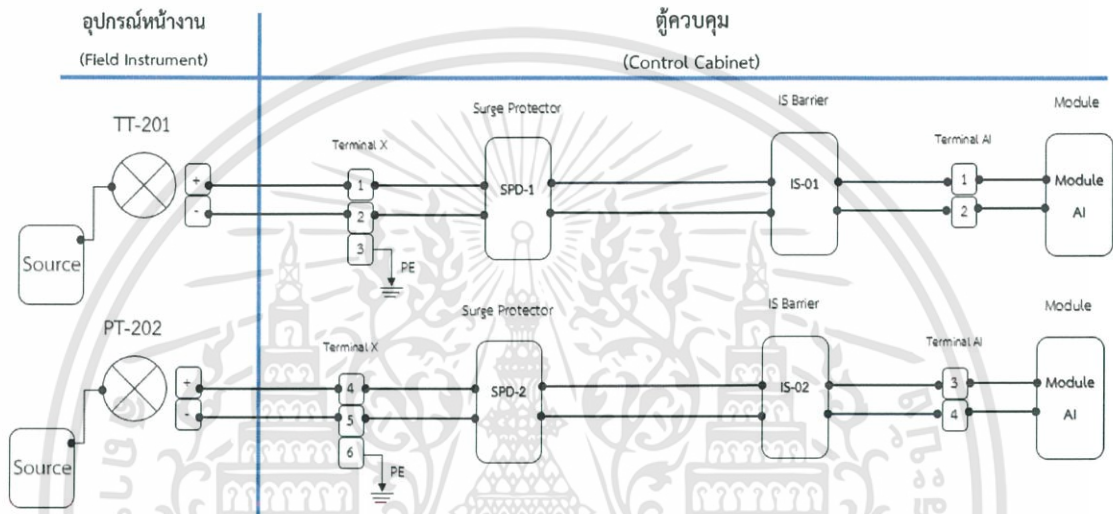 อุปกรณ์หน้างาน
(Field Instrument)
ตู้ควบคุม
(Control Cabinet)
TT-201
Terminal X
Surge Protector
IS Barrier
Terminal AI
Module
+
-
1
2
3
PE
SPD-1
IS-01
1
2
Module
AI
Source
PT-202
Terminal X
Surge Protector
IS Barrier
Terminal AI
Module
+
-
4
5
6
PE
SPD-2
IS-02
3
4
Module
AI
Source